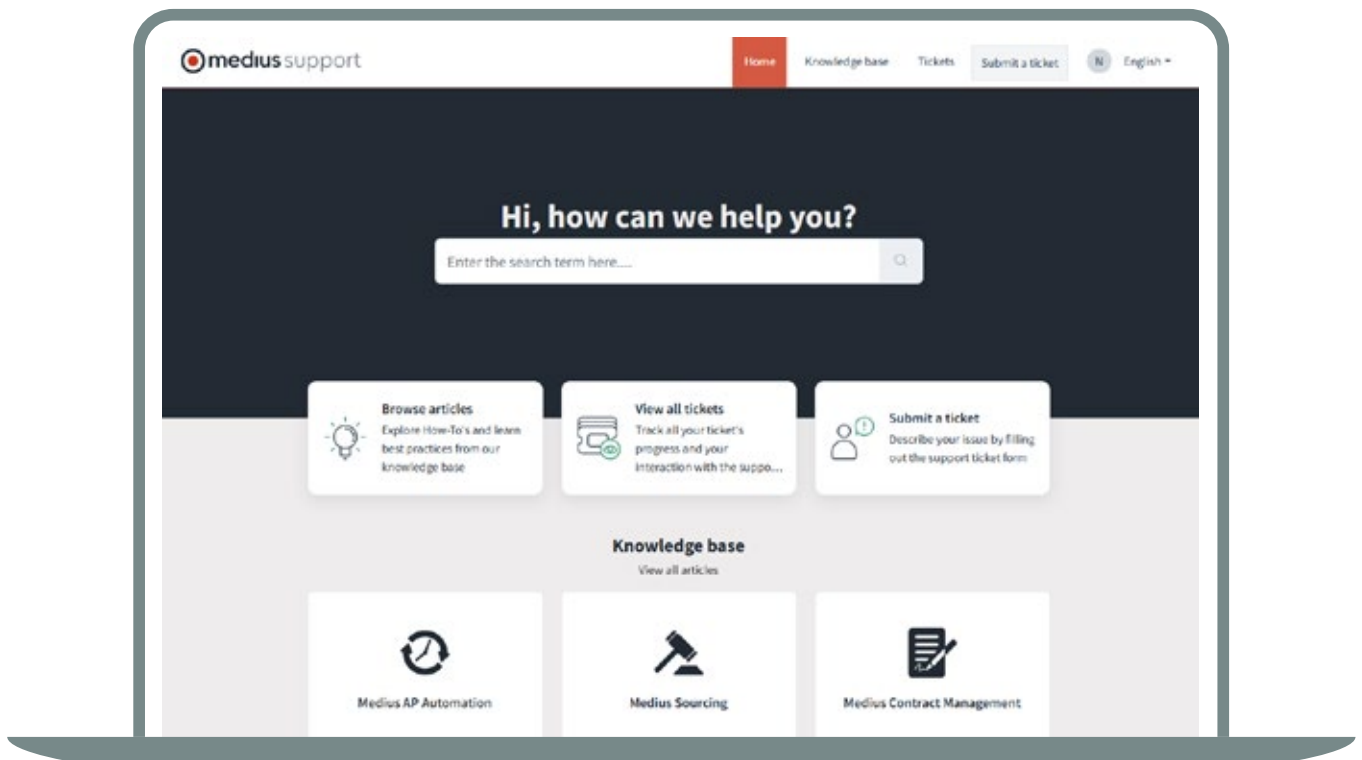 medius support
Home Knowledge base Tickets Submit a ticket N English
Hi, how can we help you?
Enter the search term here....
Browse articles
Explore How-To's and learn
best practices from our
knowledge base
View all tickets
Track all your ticket's
progress and your
interaction with the suppo...
Submit a ticket
Describe your issue by filling
out the support ticket form
Knowledge base
View all articles
Medius AP Automation
Medius Sourcing
Medius Contract Management